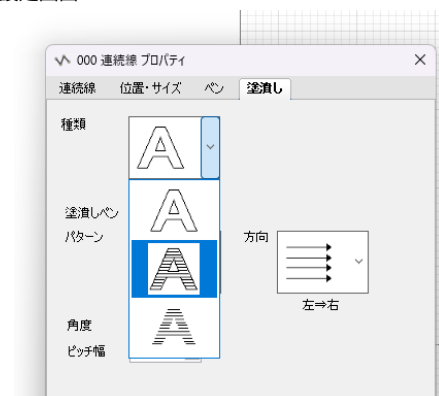 000 連続線 プロパティ
連続線 位置・サイズ ペン 塗潰し
種類
塗潰しペン
パターン 方向
左⇒右
角度
ピッチ幅